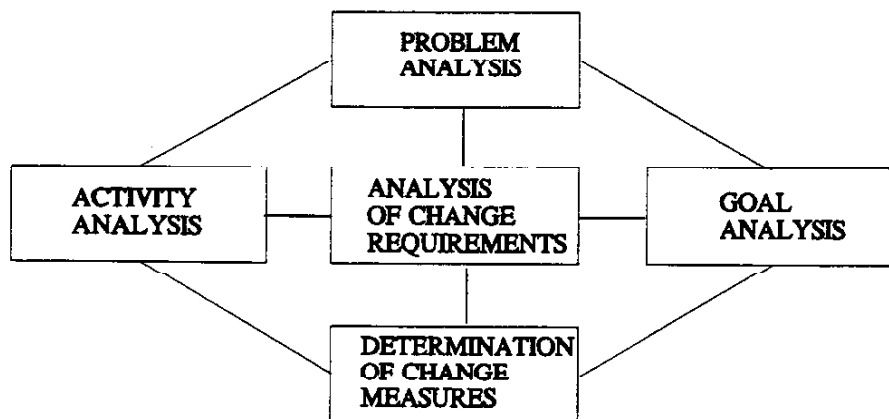 PROBLEM
ANALYSIS
ACTIVITY
ANALYSIS
ANALYSIS
OF CHANGE
REQUIREMENTS
GOAL
ANALYSIS
DETERMINATION
OF CHANGE
MEASURES